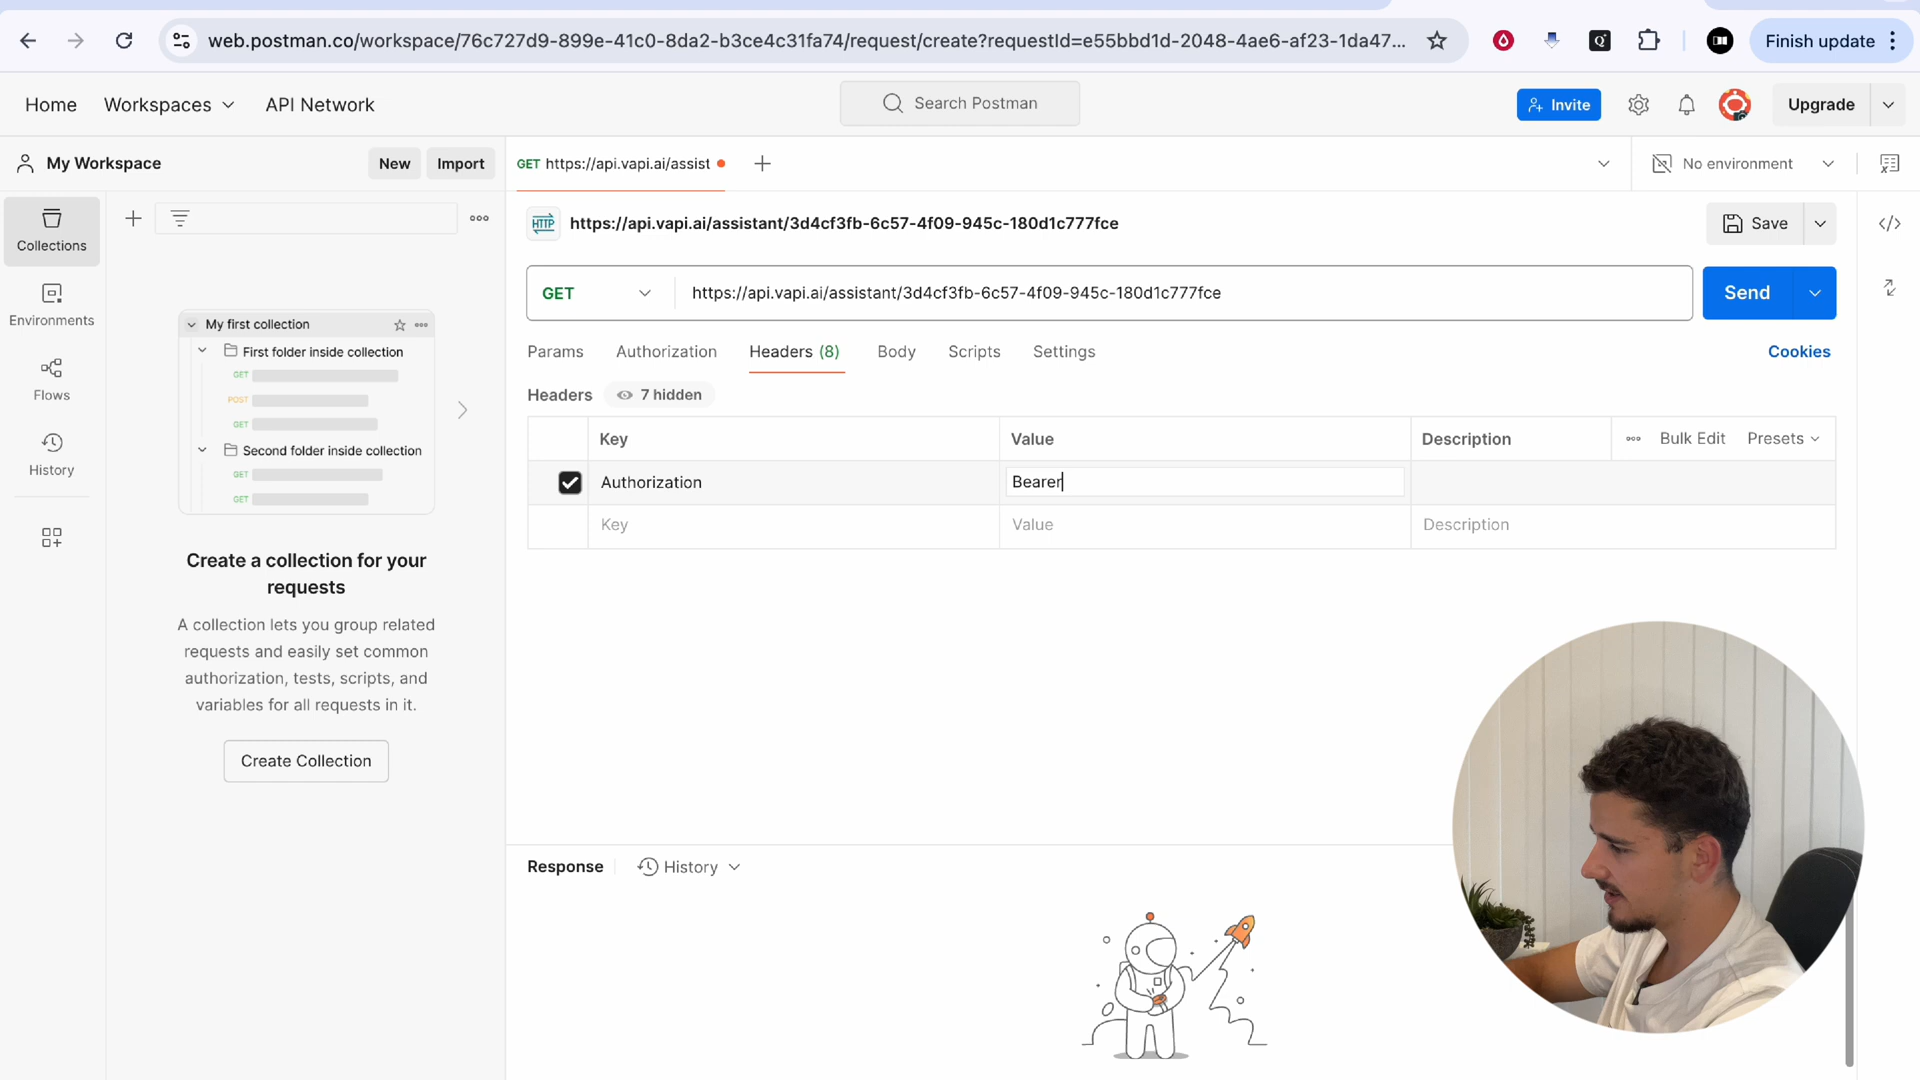 web.postman.co/workspace/76c727d9-899e-41c0-8da2-b3ce4c31fa74/request/create?requestId=e55bbd1d-2048-4ae6-af23-1da47...
Finish update
Home
Workspaces
API Network
Search Postman
Invite
Upgrade
My Workspace
New
Import
GET https://api.vapi.ai/assist
No environment
Collections
Environments
Flows
History
My first collection
First folder inside collection
GET
POST
GET
Second folder inside collection
GET
GET
Create a collection for your
requests
A collection lets you group related
requests and easily set common
authorization, tests, scripts, and
variables for all requests in it.
Create Collection
HTTP
https://api.vapi.ai/assistant/3d4cf3fb-6c57-4f09-945c-180d1c777fce
Save
GET
https://api.vapi.ai/assistant/3d4cf3fb-6c57-4f09-945c-180d1c777fce
Send
Params
Authorization
Headers (8)
Body
Scripts
Settings
Cookies
Headers
7 hidden
Key
Value
Description
Bulk Edit
Presets
Authorization
Bearer
Key
Value
Description
Response
History